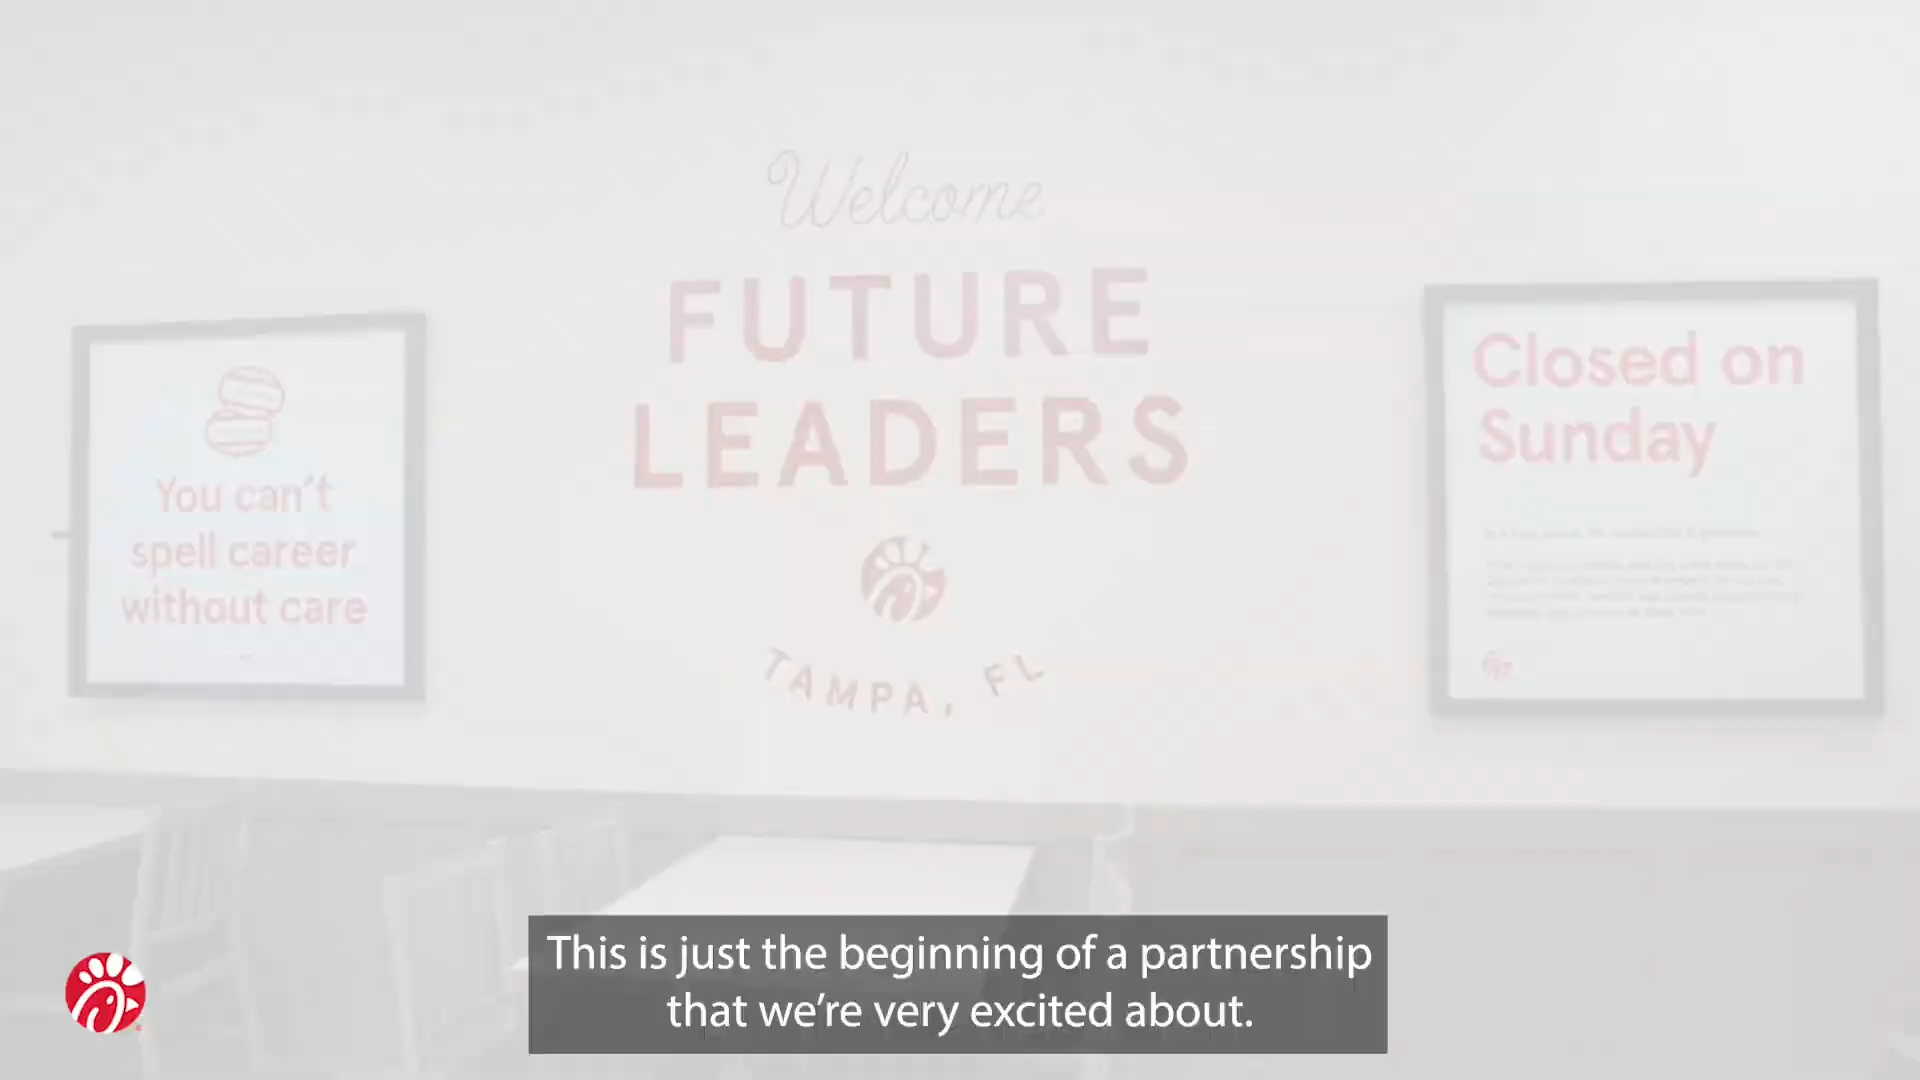 Welcome
FUTURE
LEADERS
TAMPA, FL
You can't
spell career
without care
Closed on
Sunday
This is just the beginning of a partnership
that we're very excited about.